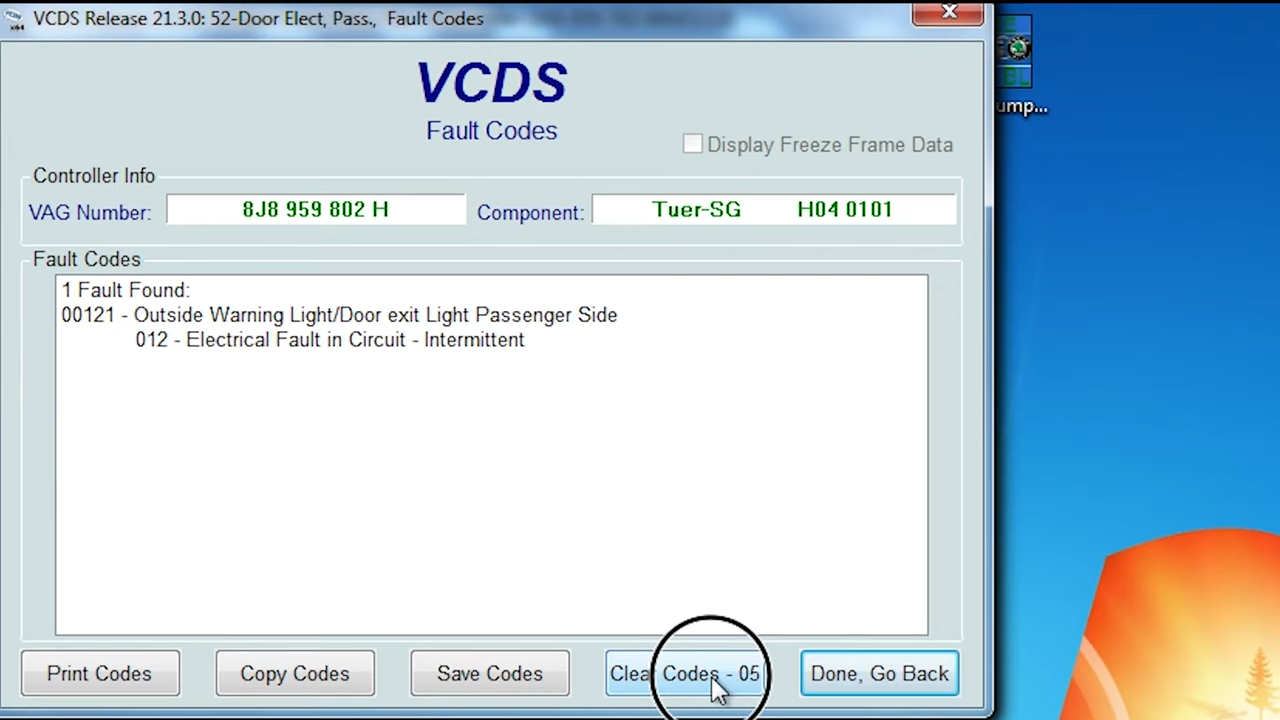 VCDS Release 21.3.0: 52-Door Elect, Pass., Fault Codes
VCDS
Fault Codes
Display Freeze Frame Data
Controller Info
VAG Number: 8J8 959 802 H Component: Tuer-SG H04 0101
Fault Codes
1 Fault Found:
00121 - Outside Warning Light/Door exit Light Passenger Side
012 - Electrical Fault in Circuit - Intermittent
Print Codes Copy Codes Save Codes Clear Codes - 05 Done, Go Back
ump...